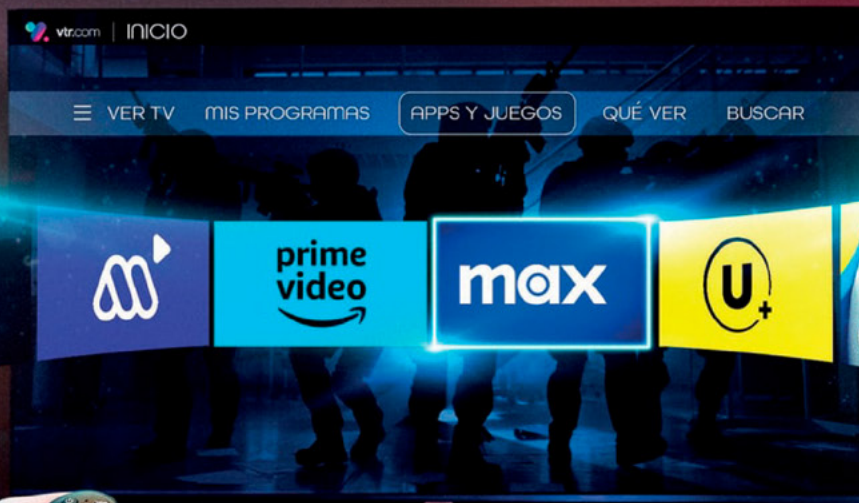 vtr.com | INICIO
☰ VER TV MIS PROGRAMAS APPS Y JUEGOS QUÉ VER BUSCAR
prime video
max
U+